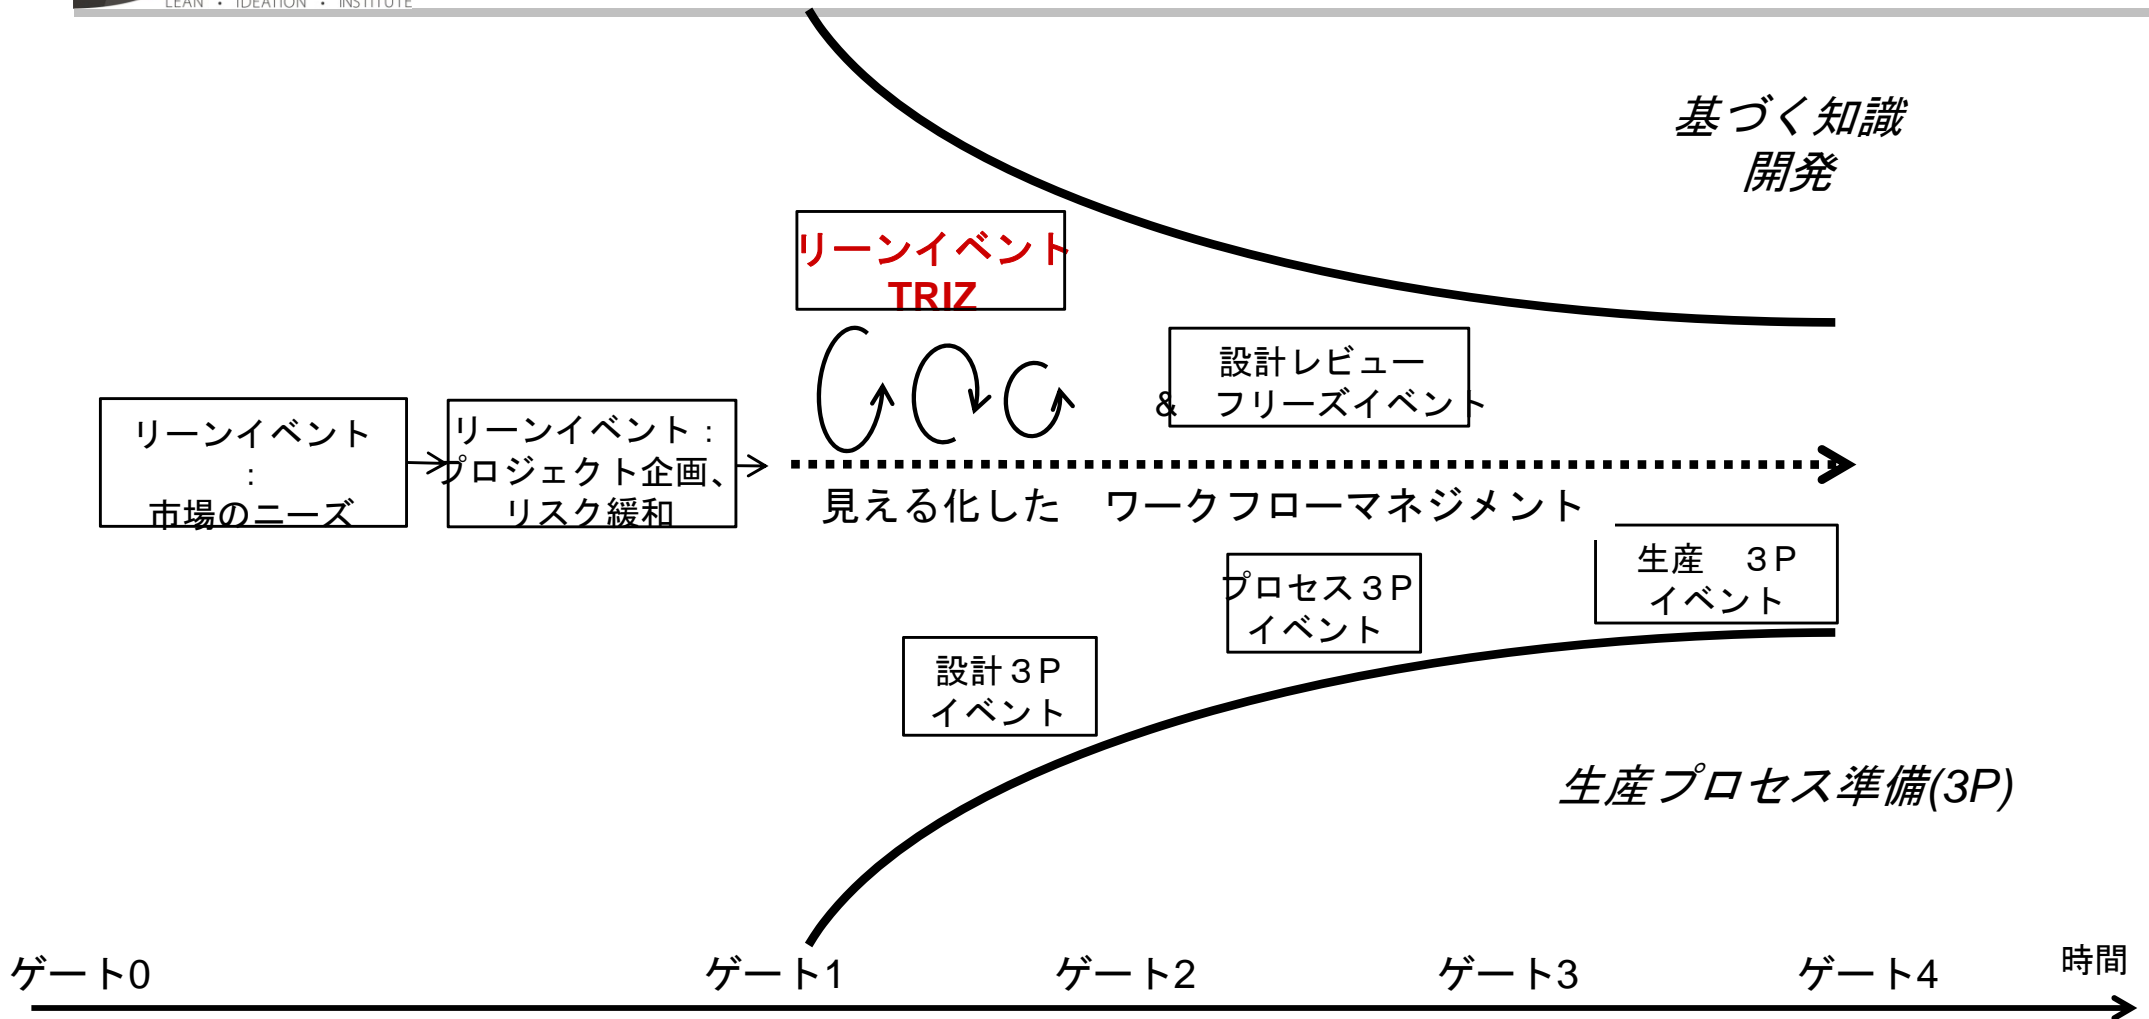 LEAN • IDEATION • INSTITUTE
基づく知識
開発
リーンイベント
TRIZ
設計レビュー
&　フリーズイベント
リーンイベント
:
市場のニーズ
リーンイベント：
プロジェクト企画、
リスク緩和
見える化した　ワークフローマネジメント
生産　３Ｐ
イベント
プロセス３Ｐ
イベント
設計３Ｐ
イベント
生産プロセス準備(3P)
ゲート0
ゲート1
ゲート2
ゲート3
ゲート4
時間